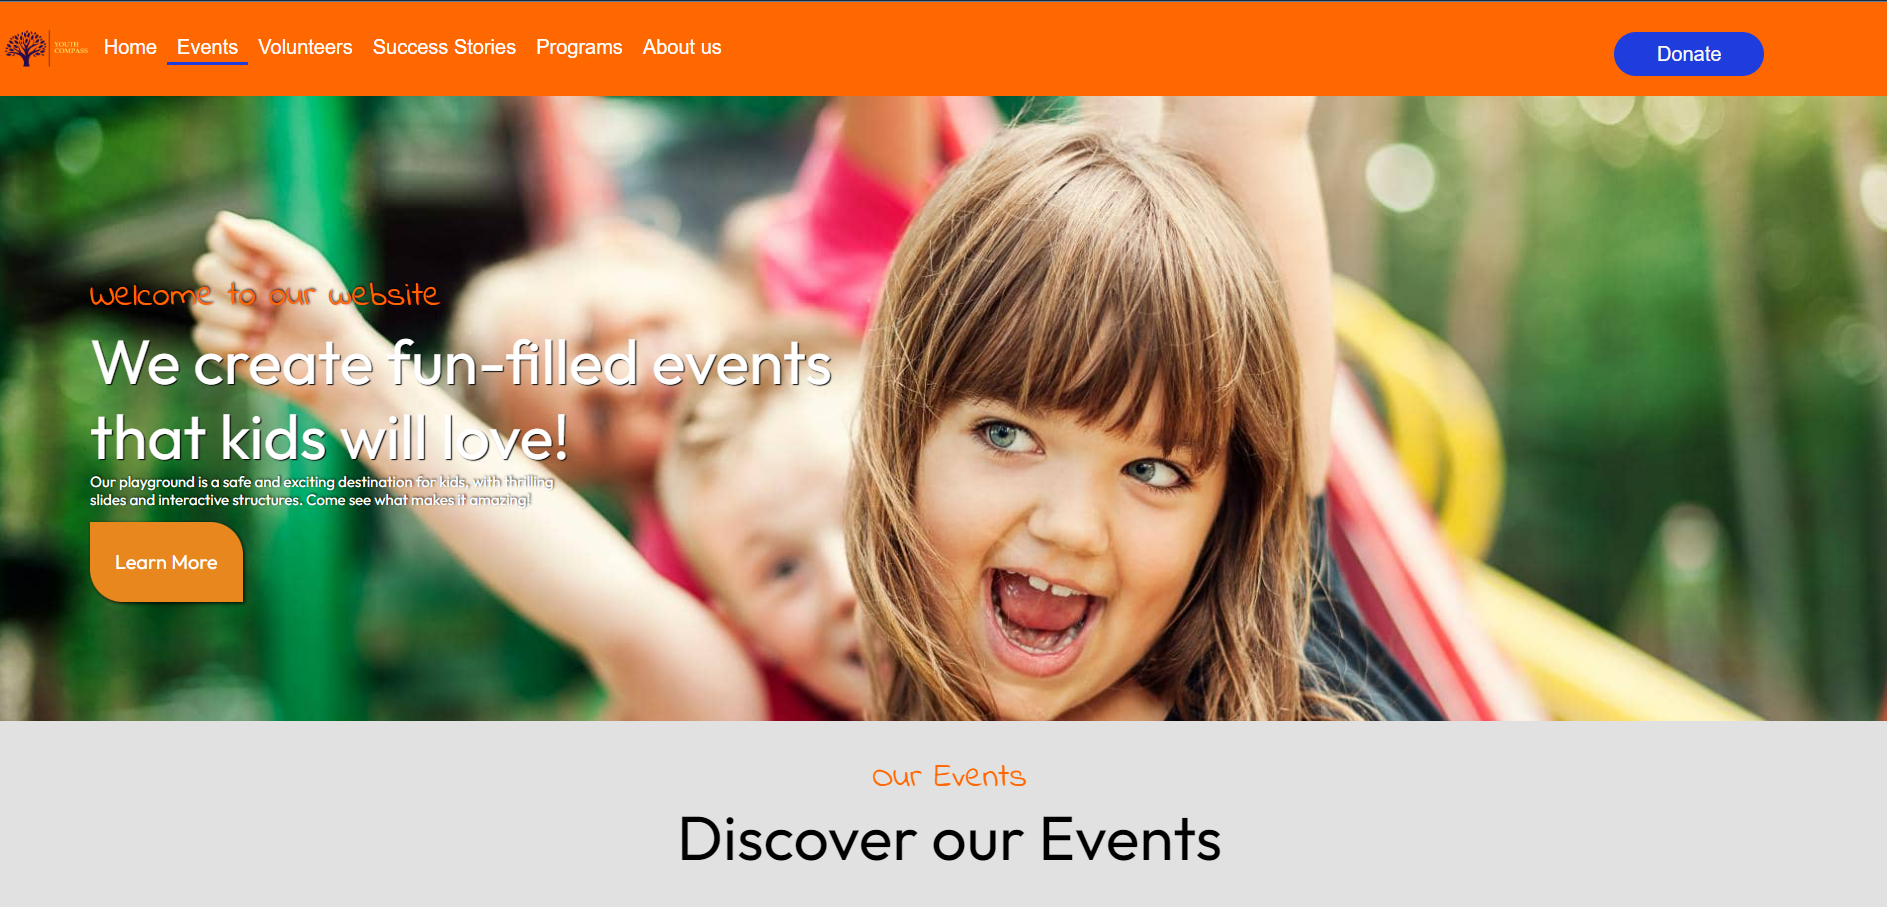 YOUTH
COMPASS
Home Events Volunteers Success Stories Programs About us
Donate
Welcome to our website
We create fun-filled events
that kids will love!
Our playground is a safe and exciting destination for kids, with thrilling
slides and interactive structures. Come see what makes it amazing!
Learn More
Our Events
Discover our Events